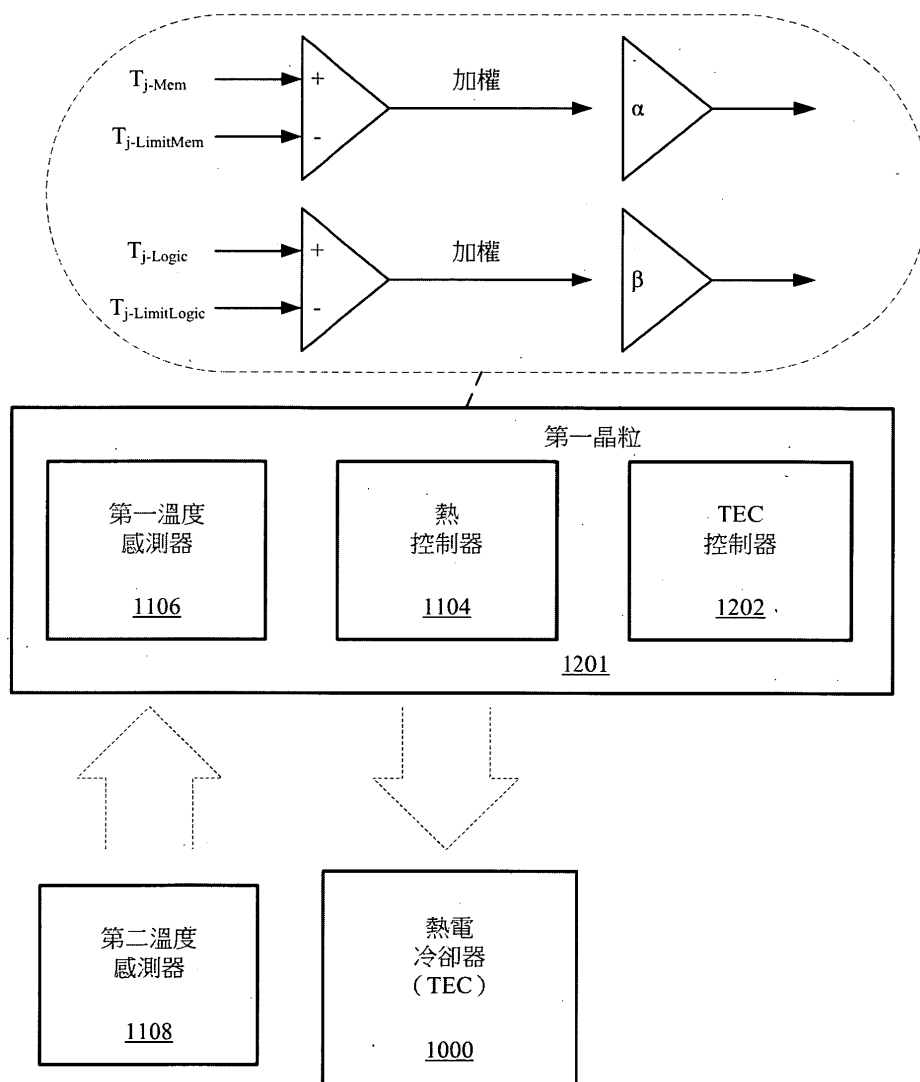 T_j-Mem
+
加權
α
T_j-LimitMem
-
T_j-Logic
+
加權
β
T_j-LimitLogic
-
第一晶粒
第一溫度
感測器
1106
熱
控制器
1104
TEC
控制器
1202
1201
第二溫度
感測器
1108
熱電
冷卻器
（TEC）
1000